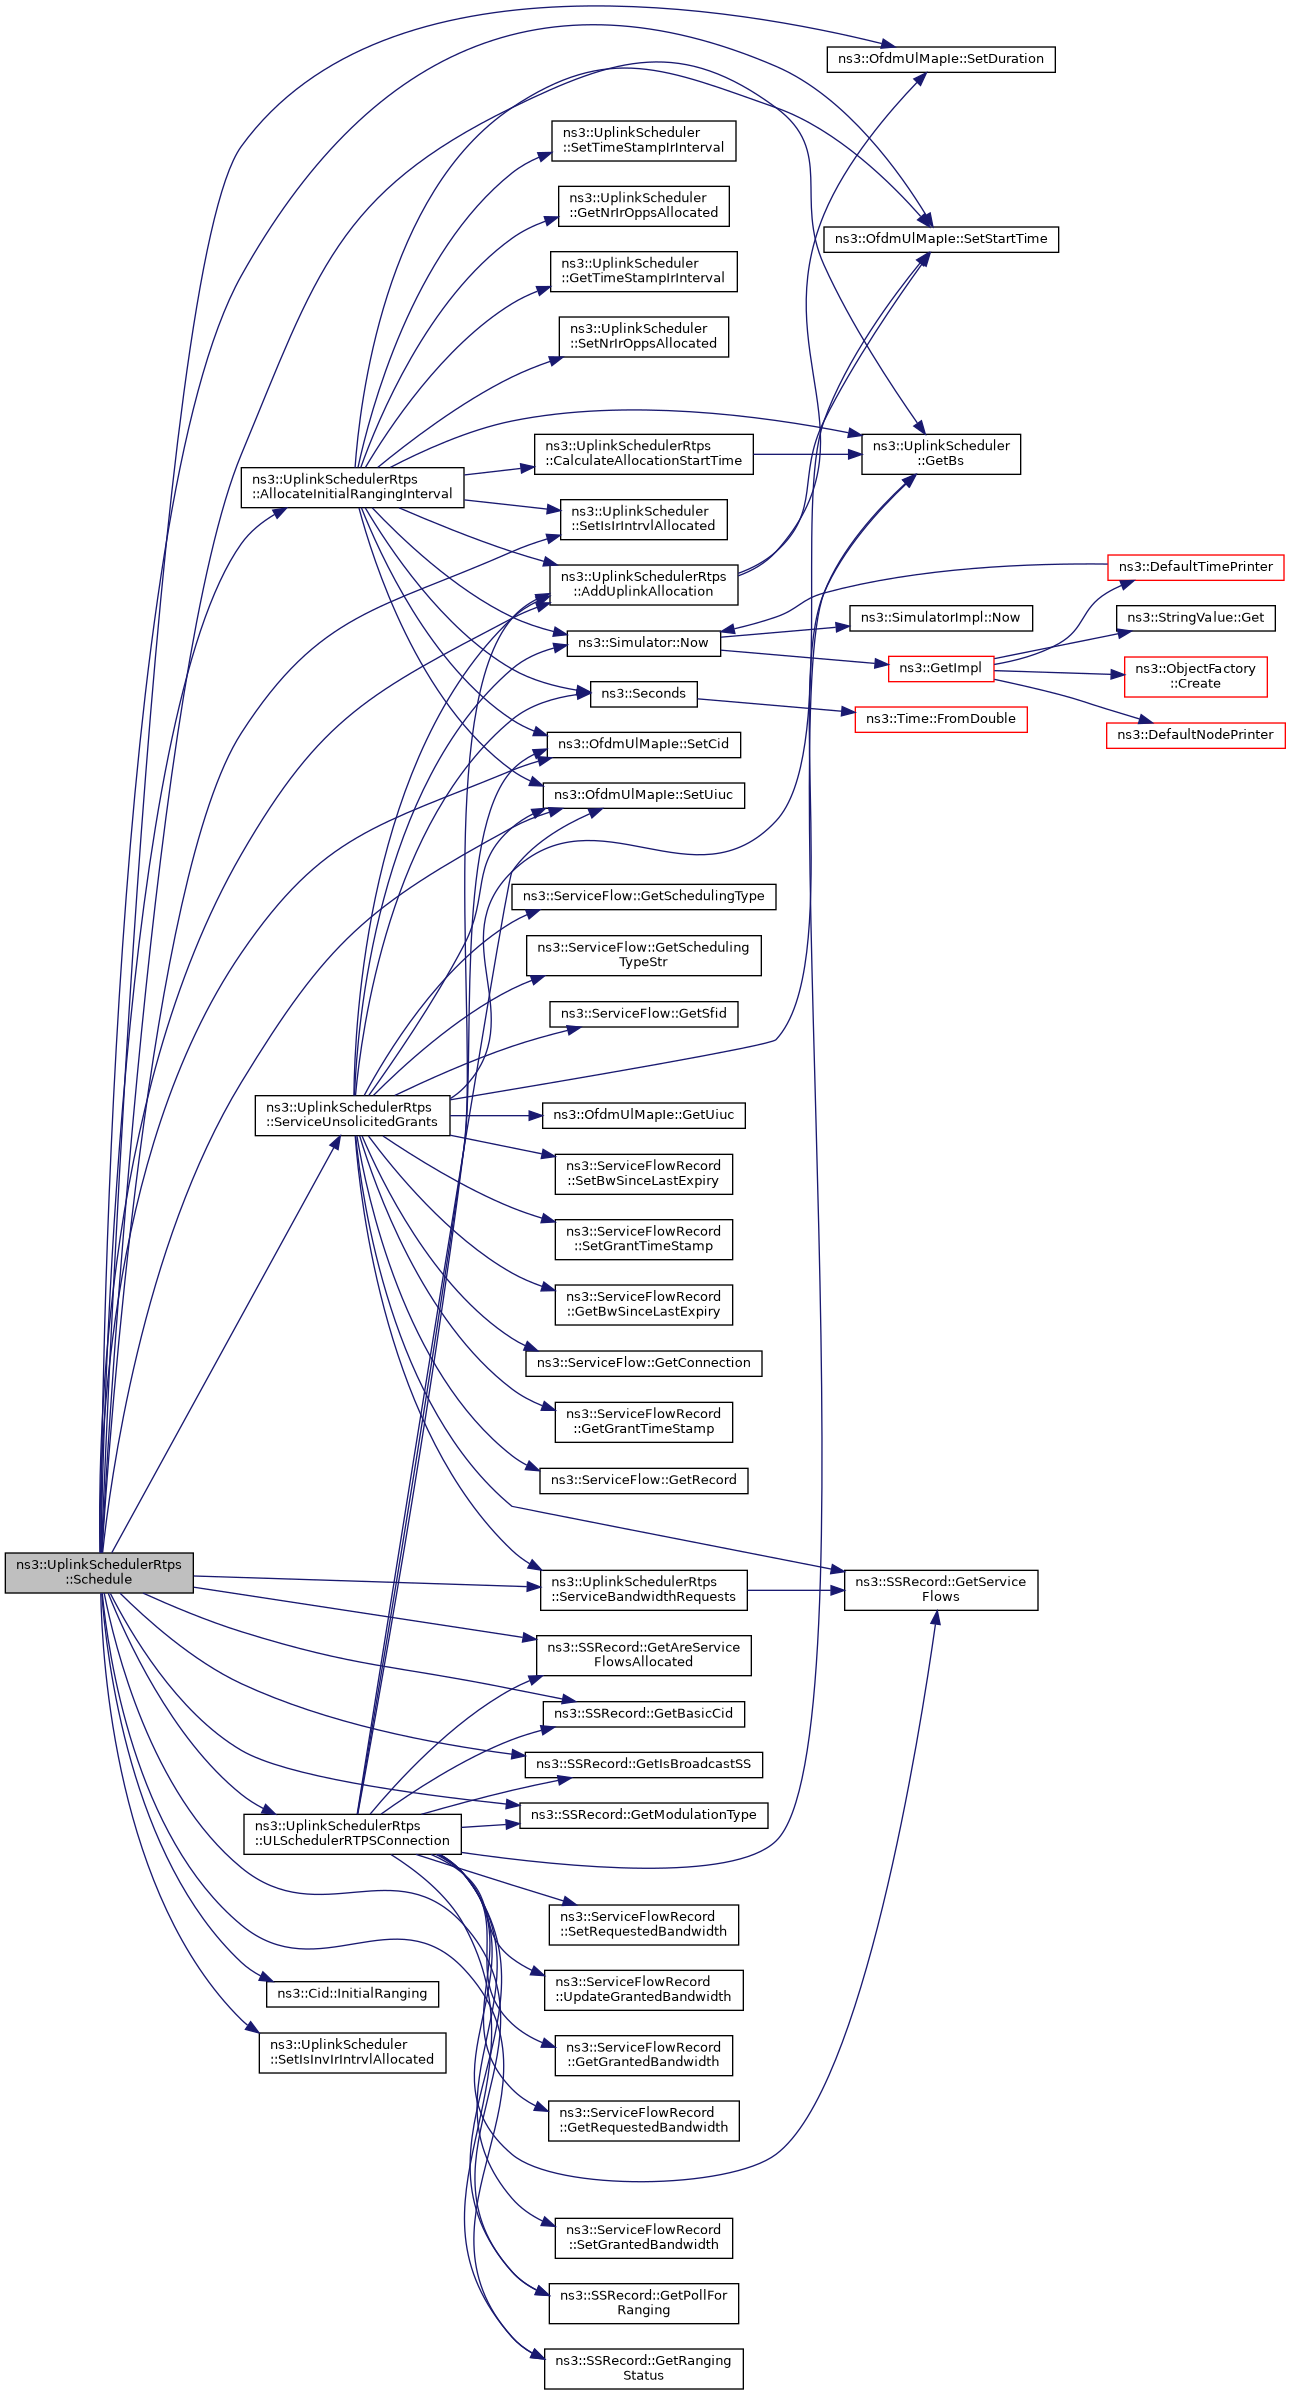 ns3::OfdmUlMapIe::SetDuration
ns3::UplinkScheduler
::SetTimeStampIrInterval
ns3::UplinkScheduler
::GetNrIrOppsAllocated
ns3::OfdmUlMapIe::SetStartTime
ns3::UplinkScheduler
::GetTimeStampIrInterval
ns3::UplinkScheduler
::SetNrIrOppsAllocated
ns3::UplinkSchedulerRtps
::CalculateAllocationStartTime
ns3::UplinkScheduler
::GetBs
ns3::UplinkSchedulerRtps
::AllocateInitialRangingInterval
ns3::UplinkScheduler
::SetIsIrIntrvlAllocated
ns3::UplinkSchedulerRtps
::AddUplinkAllocation
ns3::DefaultTimePrinter
ns3::SimulatorImpl::Now
ns3::StringValue::Get
ns3::Simulator::Now
ns3::GetImpl
ns3::ObjectFactory
::Create
ns3::Seconds
ns3::Time::FromDouble
ns3::DefaultNodePrinter
ns3::OfdmUlMapIe::SetCid
ns3::OfdmUlMapIe::SetUiuc
ns3::ServiceFlow::GetSchedulingType
ns3::ServiceFlow::GetScheduling
TypeStr
ns3::ServiceFlow::GetSfid
ns3::UplinkSchedulerRtps
::ServiceUnsolicitedGrants
ns3::OfdmUlMapIe::GetUiuc
ns3::ServiceFlowRecord
::SetBwSinceLastExpiry
ns3::ServiceFlowRecord
::SetGrantTimeStamp
ns3::ServiceFlowRecord
::GetBwSinceLastExpiry
ns3::ServiceFlow::GetConnection
ns3::ServiceFlowRecord
::GetGrantTimeStamp
ns3::ServiceFlow::GetRecord
ns3::UplinkSchedulerRtps
::Schedule
ns3::UplinkSchedulerRtps
::ServiceBandwidthRequests
ns3::SSRecord::GetService
Flows
ns3::SSRecord::GetAreService
FlowsAllocated
ns3::SSRecord::GetBasicCid
ns3::SSRecord::GetIsBroadcastSS
ns3::SSRecord::GetModulationType
ns3::UplinkSchedulerRtps
::ULSchedulerRTPSConnection
ns3::ServiceFlowRecord
::SetRequestedBandwidth
ns3::ServiceFlowRecord
::UpdateGrantedBandwidth
ns3::Cid::InitialRanging
ns3::UplinkScheduler
::SetIsInvIrIntrvlAllocated
ns3::ServiceFlowRecord
::GetGrantedBandwidth
ns3::ServiceFlowRecord
::GetRequestedBandwidth
ns3::ServiceFlowRecord
::SetGrantedBandwidth
ns3::SSRecord::GetPollFor
Ranging
ns3::SSRecord::GetRanging
Status